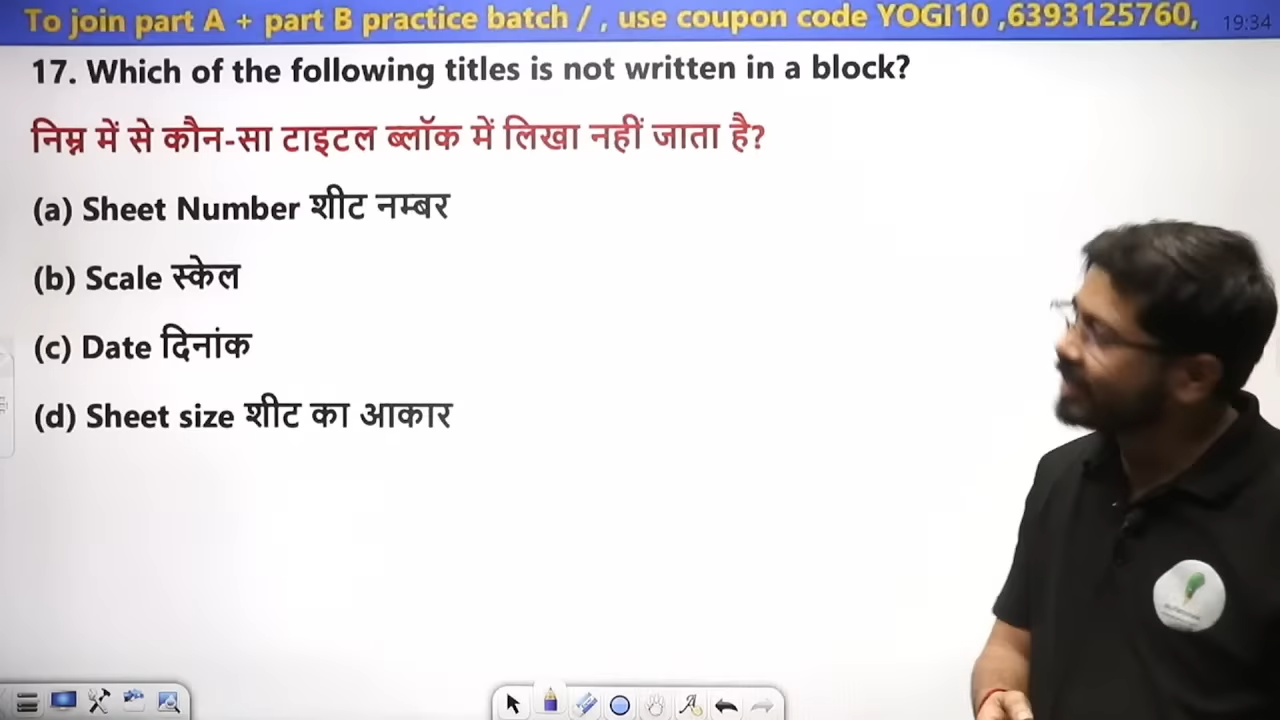 To join part A + part B practice batch / , use coupon code YOGI10 ,6393125760,
19:34
17. Which of the following titles is not written in a block?
निम्न में से कौन-सा टाइटल ब्लॉक में लिखा नहीं जाता है?
(a) Sheet Number शीट नम्बर
(b) Scale स्केल
(c) Date दिनांक
(d) Sheet size शीट का आकार